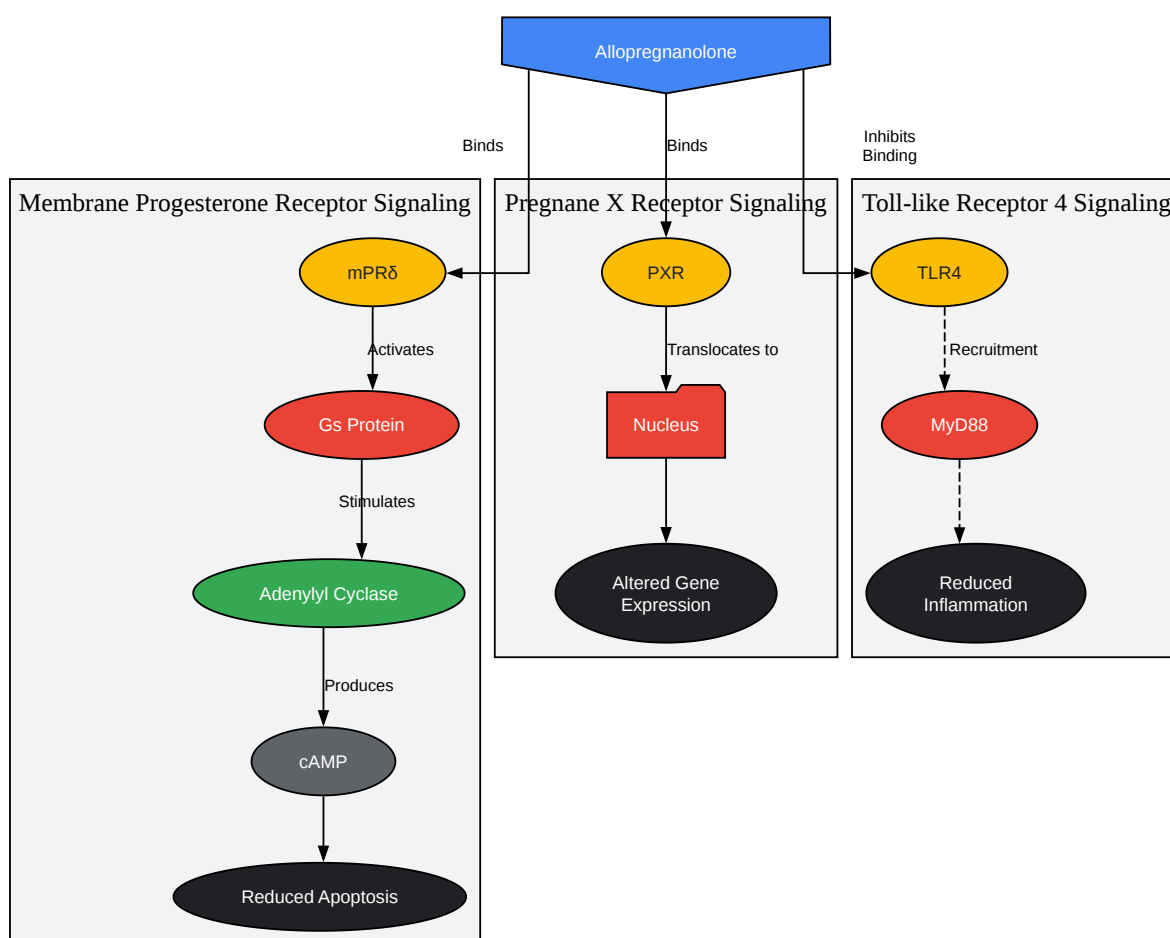 Allopregnanolone
Binds
Binds
Inhibits
Binding
Membrane Progesterone Receptor Signaling
mPRδ
Activates
Gs Protein
Stimulates
Adenylyl Cyclase
Produces
cAMP
Reduced Apoptosis
Pregnane X Receptor Signaling
PXR
Translocates to
Nucleus
Altered Gene
Expression
Toll-like Receptor 4 Signaling
TLR4
Recruitment
MyD88
Reduced
Inflammation